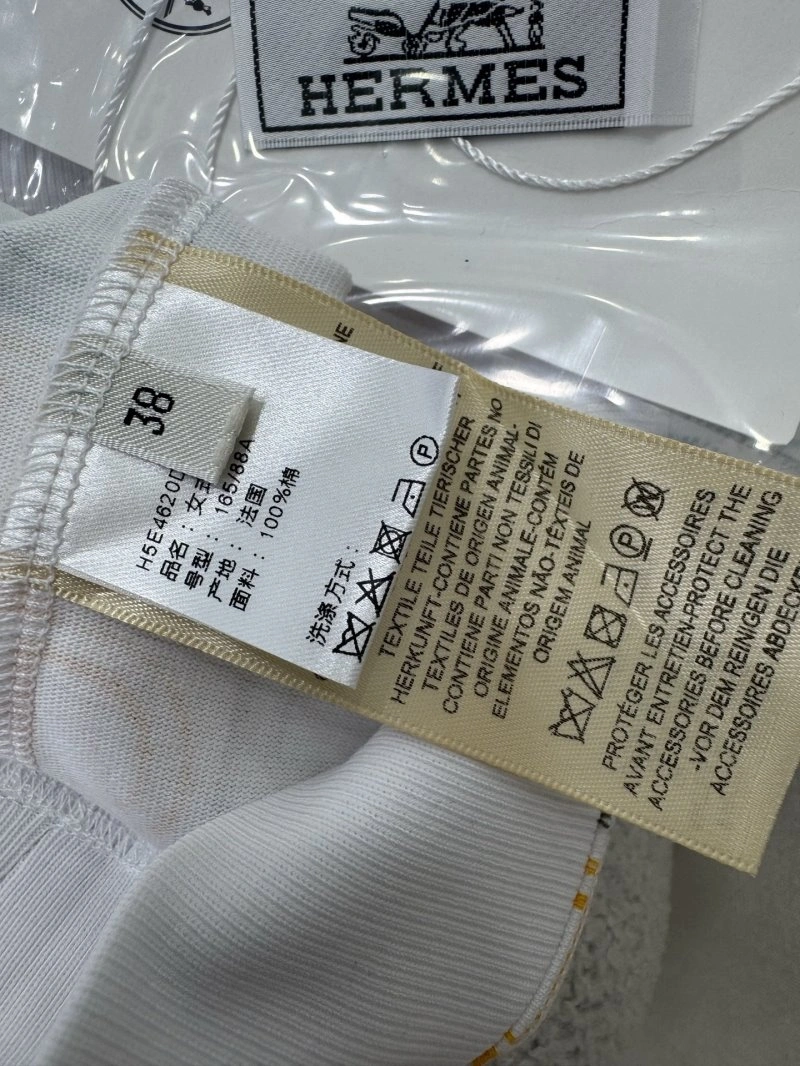 HERMES
38
H5E4620D
品名：女式
号型：165/88A
产地：法国
面料：100%棉
洗涤方式：
P
NE
TEXTILE TEILE TIERISCHER
HERKUNFT-CONTIENE PARTES NO
TEXTILES DE ORIGEN ANIMAL-
CONTIENE PARTI NON TESSILI DI
ORIGINE ANIMALE-CONTÉM
ELEMENTOS NÃO-TÊXTEIS DE
ORIGEM ANIMAL
P W
PROTÉGER LES ACCESSOIRES
AVANT ENTRETIEN-PROTECT THE
ACCESSORIES BEFORE CLEANING
-VOR DEM REINIGEN DIE
ACCESSOIRES ABDECK